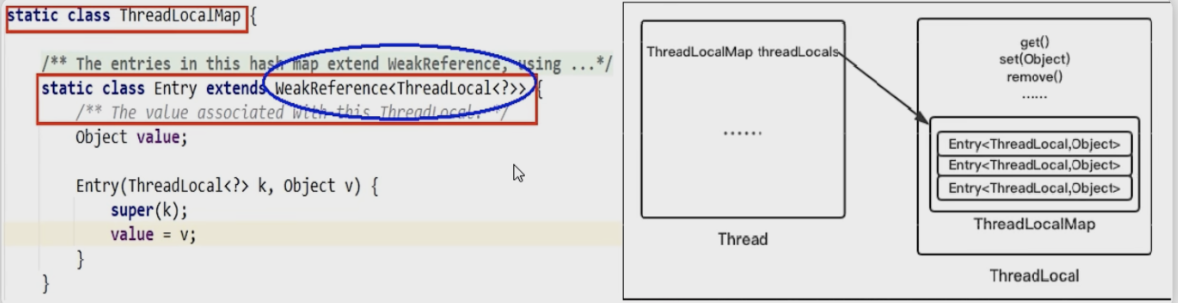 static class ThreadLocalMap {
/** The entries in this hash map extend WeakReference, using ...*/
static class Entry extends WeakReference<ThreadLocal<?>> {
/** The value associated with this ThreadLocal. */
Object value;
Entry(ThreadLocal<?> k, Object v) {
super(k);
value = v;
}
}
ThreadLocalMap threadLocals
......
Thread
get()
set(Object)
remove()
......
Entry<ThreadLocal,Object>
Entry<ThreadLocal,Object>
Entry<ThreadLocal,Object>
ThreadLocalMap
ThreadLocal